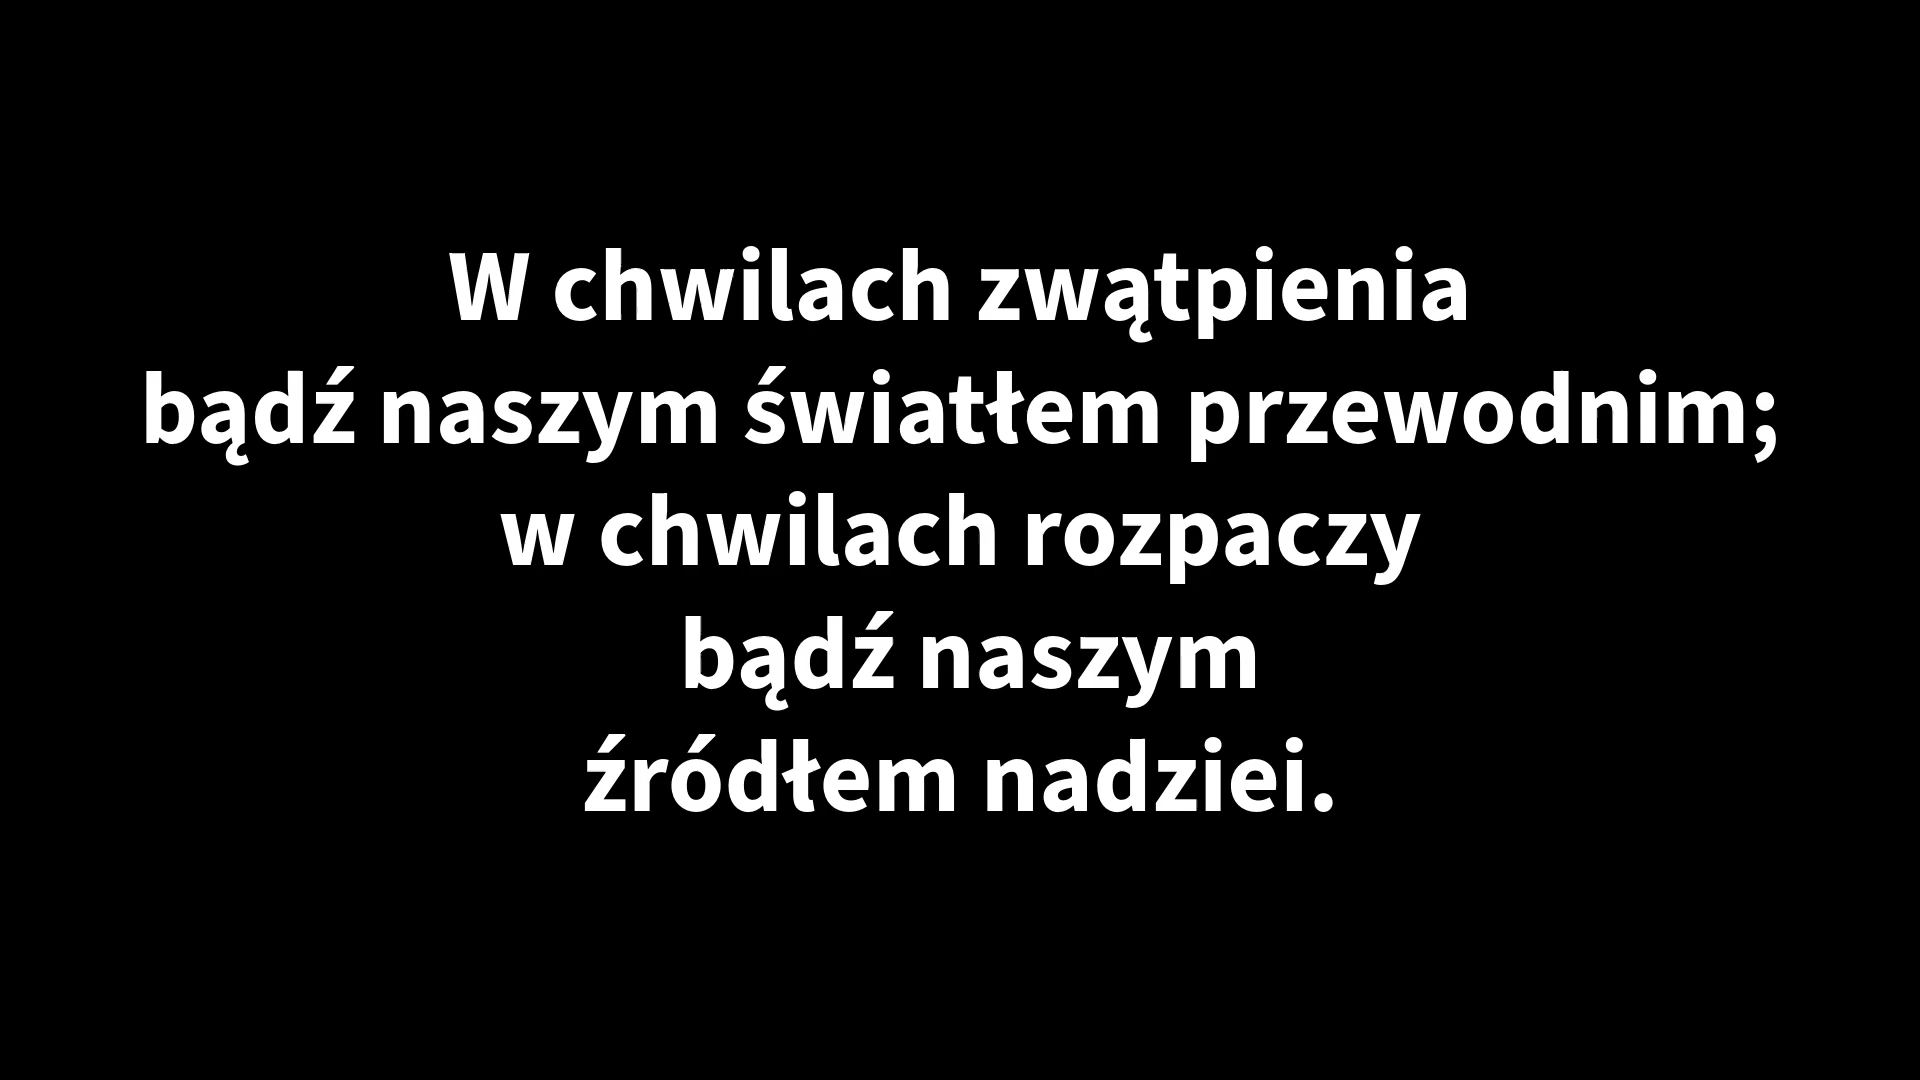 W chwilach zwątpienia
bądź naszym światłem przewodnim;
w chwilach rozpaczy
bądź naszym
źródłem nadziei.